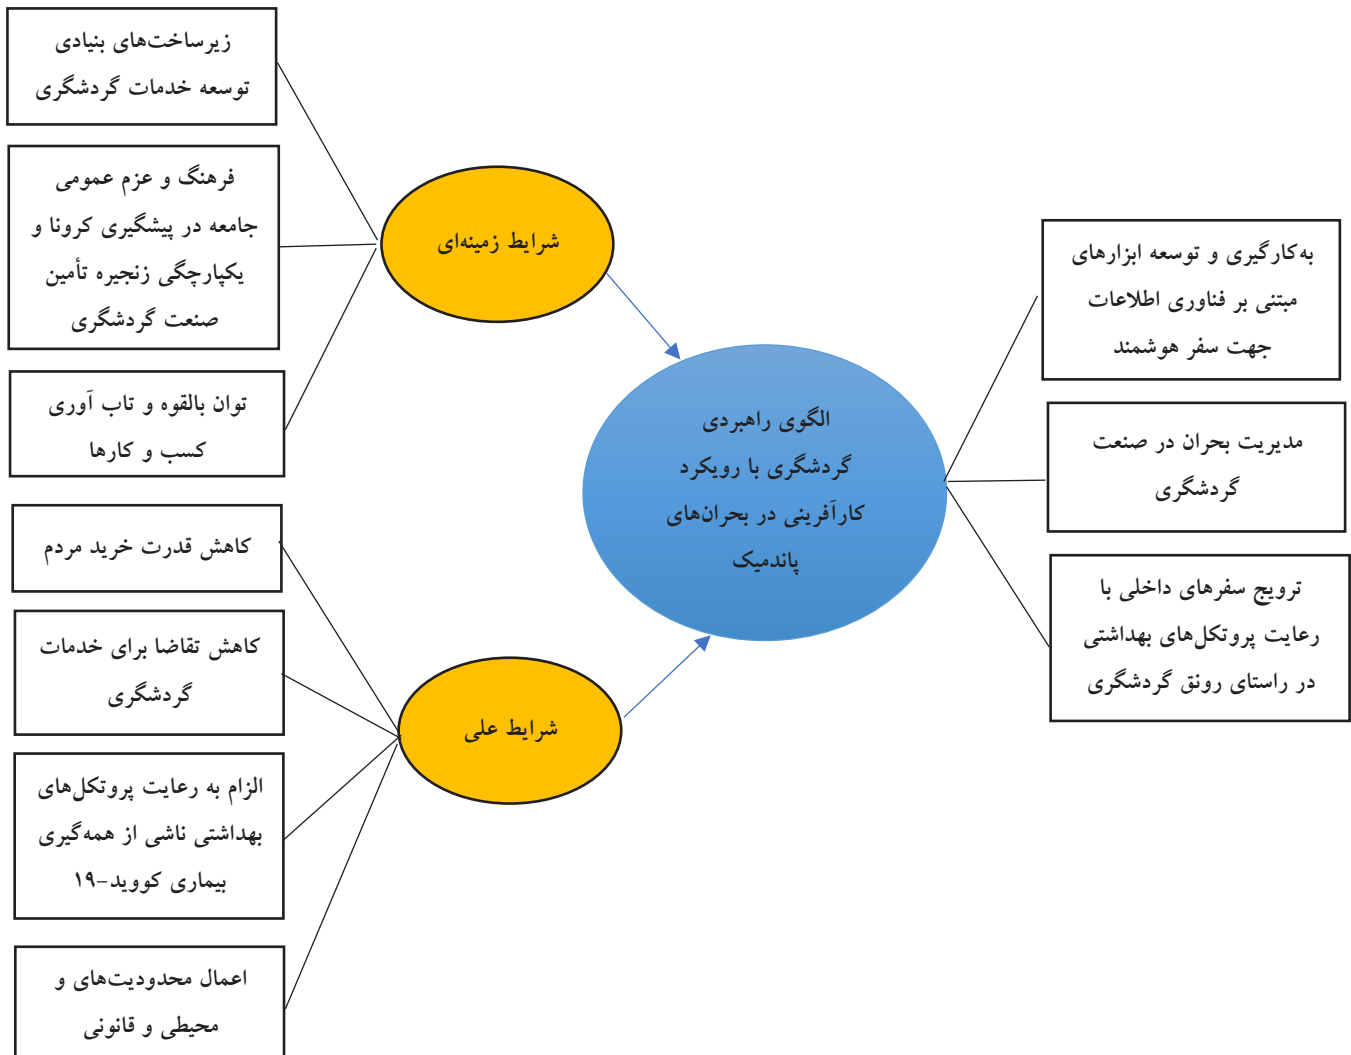 زیرساخت‌های بنیادی
توسعه خدمات گردشگری
فرهنگ و عزم عمومی
جامعه در پیشگیری کرونا و
یکپارچگی زنجیره تأمین
صنعت گردشگری
توان بالقوه و تاب آوری
کسب و کارها
شرایط زمینه‌ای
کاهش قدرت خرید مردم
کاهش تقاضا برای خدمات
گردشگری
الزام به رعایت پروتکل‌های
بهداشتی ناشی از همه‌گیری
بیماری کووید-۱۹
اعمال محدودیت‌های و
محیطی و قانونی
شرایط علی
الگوی راهبردی
گردشگری با رویکرد
کارآفرینی در بحران‌های
پاندمیک
به‌کارگیری و توسعه ابزارهای
مبتنی بر فناوری اطلاعات
جهت سفر هوشمند
مدیریت بحران در صنعت
گردشگری
ترویج سفرهای داخلی با
رعایت پروتکل‌های بهداشتی
در راستای رونق گردشگری